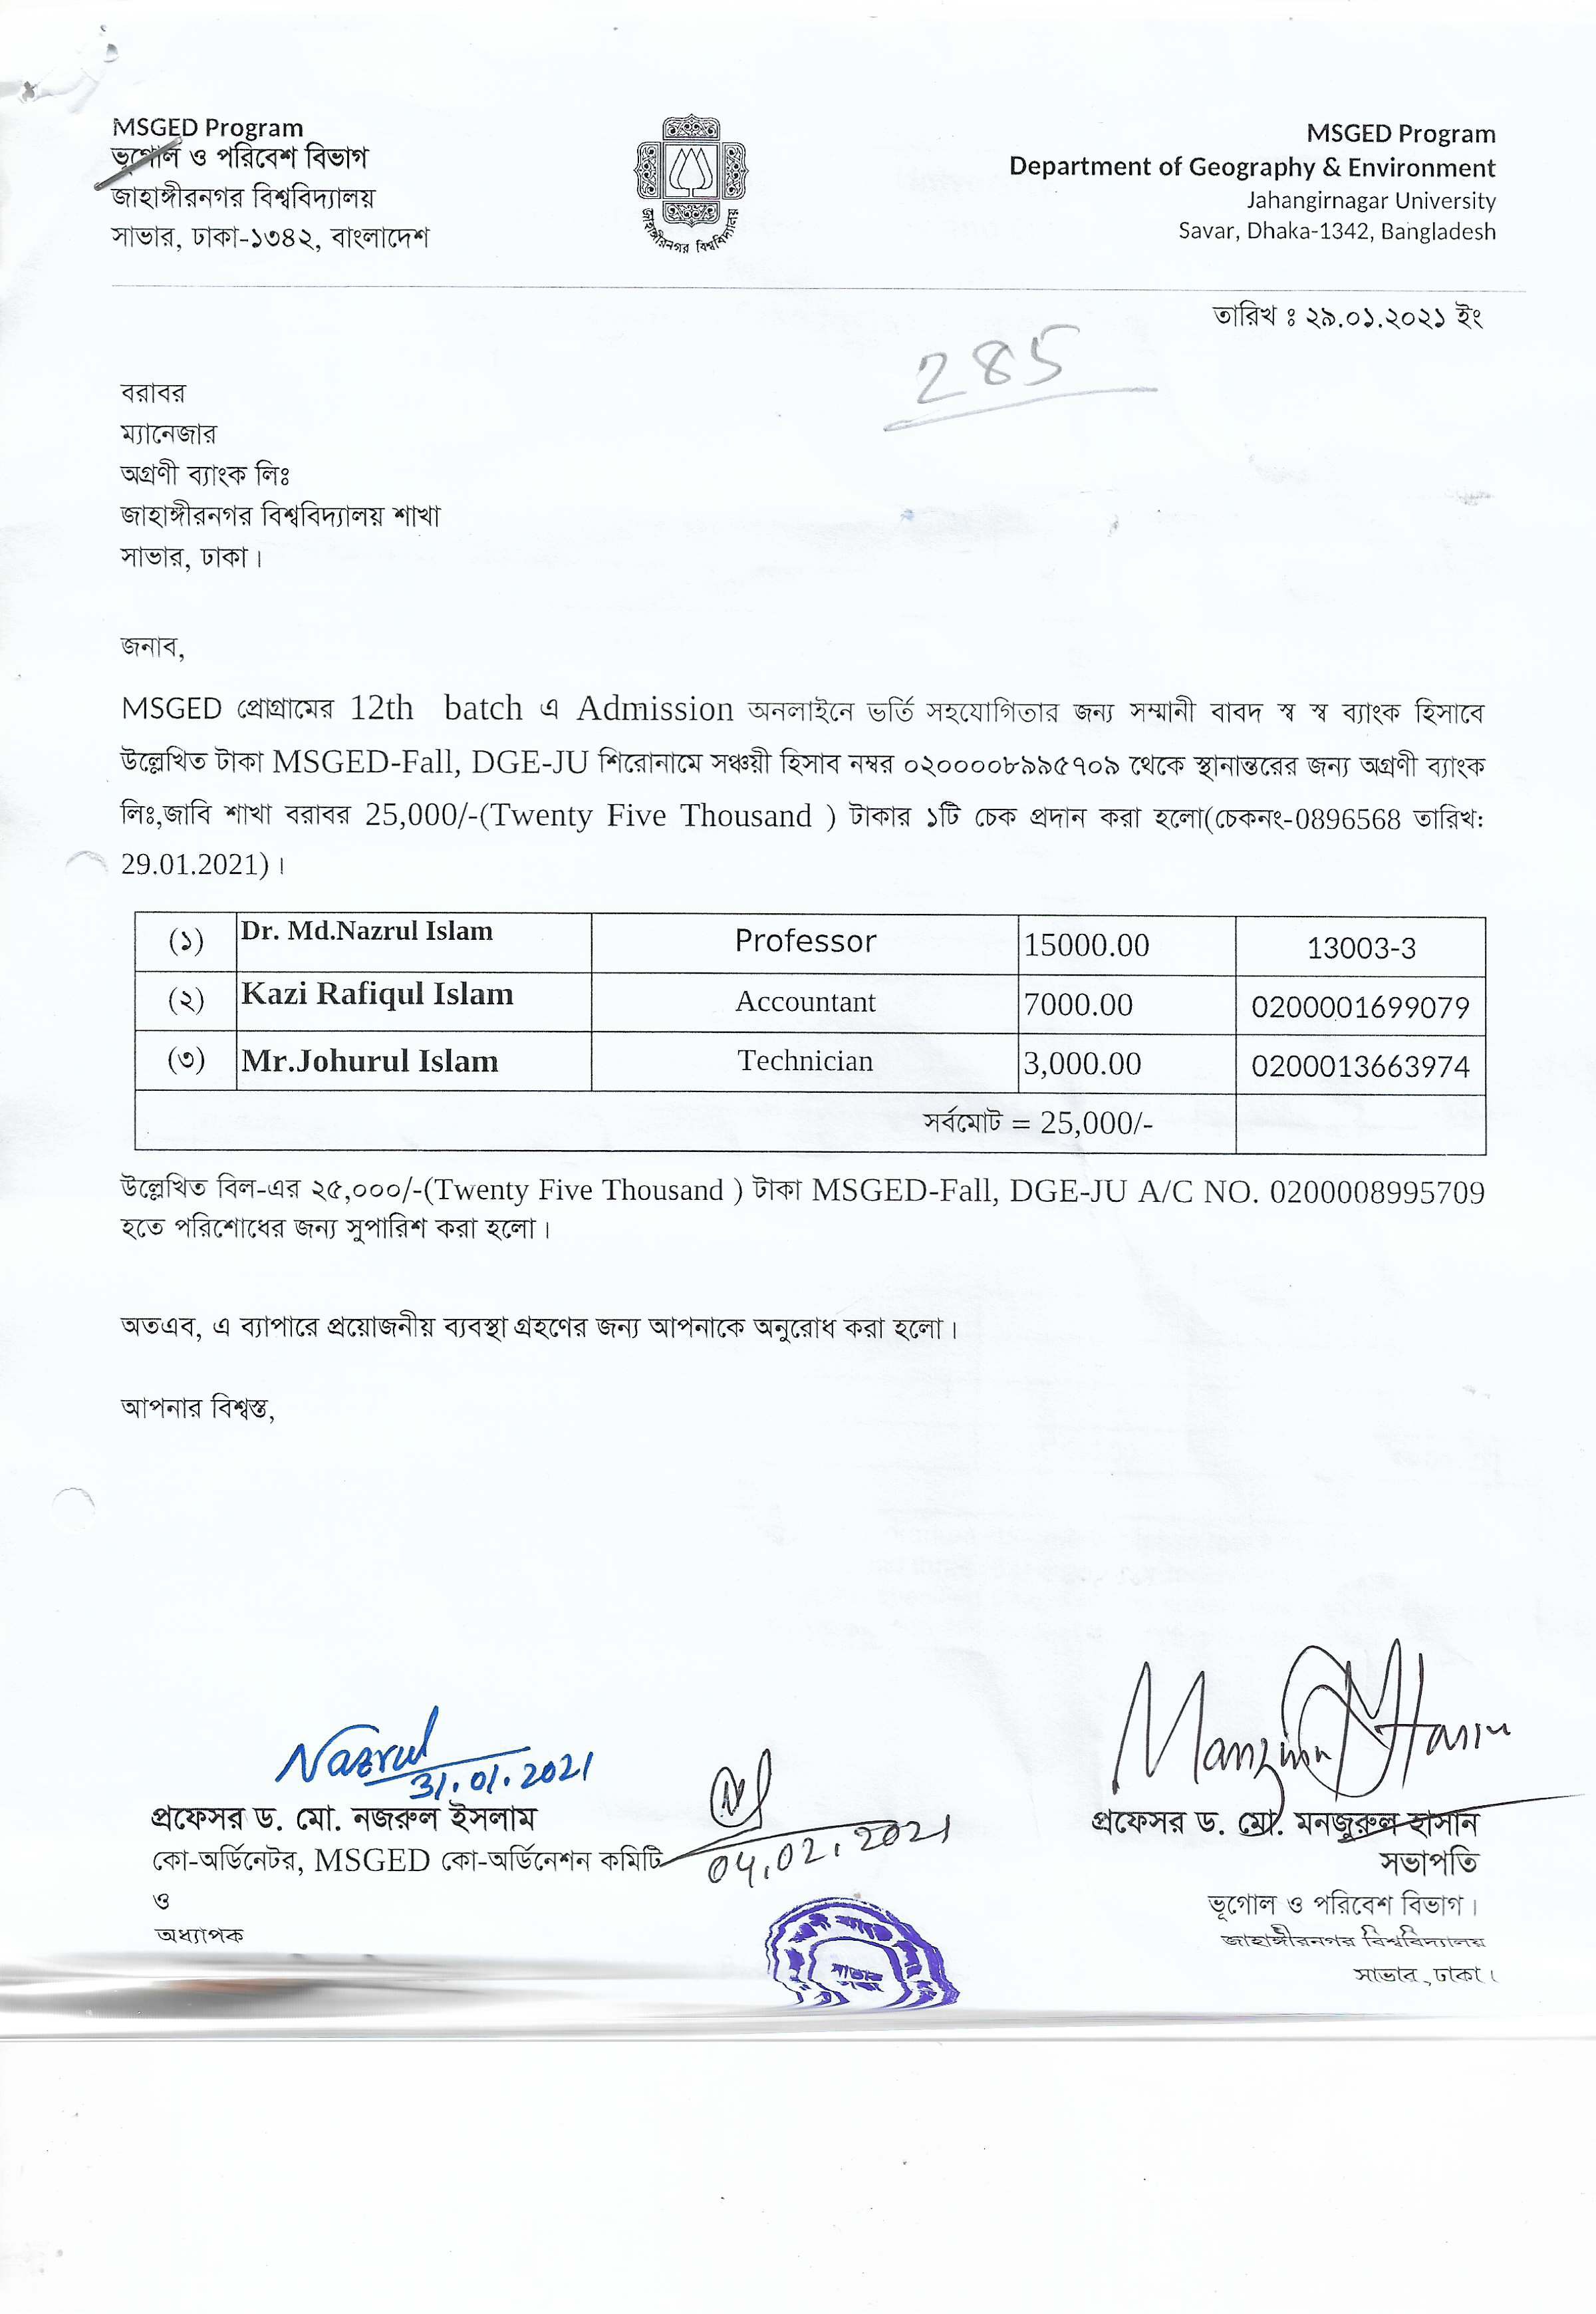 MSGED Program
ভূগোল ও পরিবেশ বিভাগ
জাহাঙ্গীরনগর বিশ্ববিদ্যালয়
সাভার, ঢাকা-১৩৪২, বাংলাদেশ
জাহাঙ্গীরনগর বিশ্ববিদ্যালয়
MSGED Program
Department of Geography & Environment
Jahangirnagar University
Savar, Dhaka-1342, Bangladesh
তারিখ ঃ ২৯.০১.২০২১ ইং
285
বরাবর
ম্যানেজার
অগ্রণী ব্যাংক লিঃ
জাহাঙ্গীরনগর বিশ্ববিদ্যালয় শাখা
সাভার, ঢাকা।
জনাব,
MSGED প্রোগ্রামের 12th batch এ Admission অনলাইনে ভর্তি সহযোগিতার জন্য সম্মানী বাবদ স্ব স্ব ব্যাংক হিসাবে
উল্লেখিত টাকা MSGED-Fall, DGE-JU শিরোনামে সঞ্চয়ী হিসাব নম্বর ০২০০০০৮৯৯৫৭০৯ থেকে স্থানান্তরের জন্য অগ্রণী ব্যাংক
লিঃ,জাবি শাখা বরাবর 25,000/-(Twenty Five Thousand ) টাকার ১টি চেক প্রদান করা হলো(চেকনং-0896568 তারিখ:
29.01.2021)।
(১) Dr. Md.Nazrul Islam Professor 15000.00 13003-3
(২) Kazi Rafiqul Islam Accountant 7000.00 0200001699079
(৩) Mr.Johurul Islam Technician 3,000.00 0200013663974
সর্বমোট = 25,000/-
উল্লেখিত বিল-এর ২৫,০০০/-(Twenty Five Thousand ) টাকা MSGED-Fall, DGE-JU A/C NO. 0200008995709
হতে পরিশোধের জন্য সুপারিশ করা হলো।
অতএব, এ ব্যাপারে প্রয়োজনীয় ব্যবস্থা গ্রহণের জন্য আপনাকে অনুরোধ করা হলো।
আপনার বিশ্বস্ত,
Nazrul
31.01.2021
প্রফেসর ড. মো. নজরুল ইসলাম
কো-অর্ডিনেটর, MSGED কো-অর্ডিনেশন কমিটি
ও
অধ্যাপক
04.02.2021
প্রফেসর ড. মো. মনজুরুল হাসান
সভাপতি
ভূগোল ও পরিবেশ বিভাগ।
জাহাঙ্গীরনগর বিশ্ববিদ্যালয়
সাভার, ঢাকা।